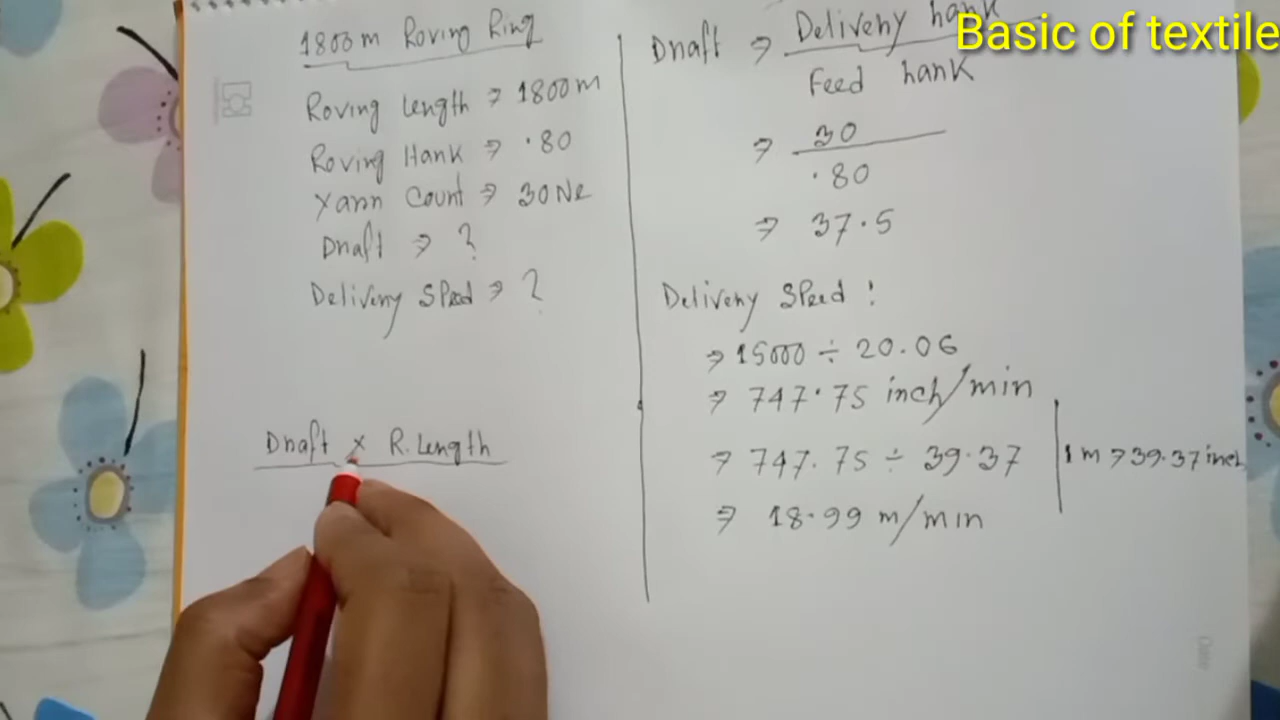 Basic of textile
1800m Roving Ring
Roving Length ⇒ 1800m
Roving Hank ⇒ .80
Yarn Count ⇒ 30Ne
Draft ⇒ ?
Delivery Speed ⇒ ?
Draft × R.Length
Draft ⇒ Delivery hank
Feed hank
⇒ 30
.80
⇒ 37.5
Delivery Speed :
⇒ 15000 ÷ 20.06
⇒ 747.75 inch/min
⇒ 747.75 ÷ 39.37
1m ⇒ 39.37 inch
⇒ 18.99 m/min
Date